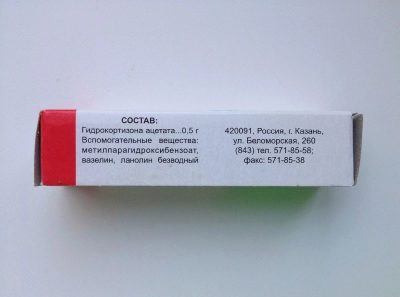 СОСТАВ:
Гидрокортизона ацетата...0,5 г
Вспомогательные вещества:
метилпарагидроксибензоат,
вазелин, ланолин безводный
420091, Россия, г. Казань,
ул. Беломорская, 260
(843) тел. 571-85-58;
факс: 571-85-38